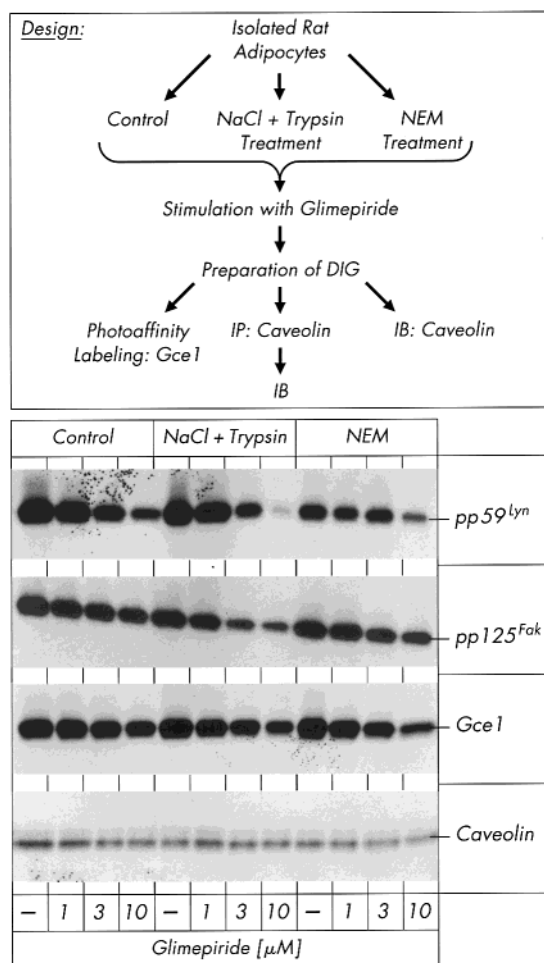 Design:
Isolated Rat
Adipocytes
Control
NaCl + Trypsin
Treatment
NEM
Treatment
Stimulation with Glimepiride
Preparation of DIG
Photoaffinity
Labeling: Gce1
IP: Caveolin
IB: Caveolin
IB
Control NaCl + Trypsin NEM
pp59Lyn
pp125Fak
Gce1
Caveolin
– 1 3 10 – 1 3 10 – 1 3 10
Glimepiride [µM]